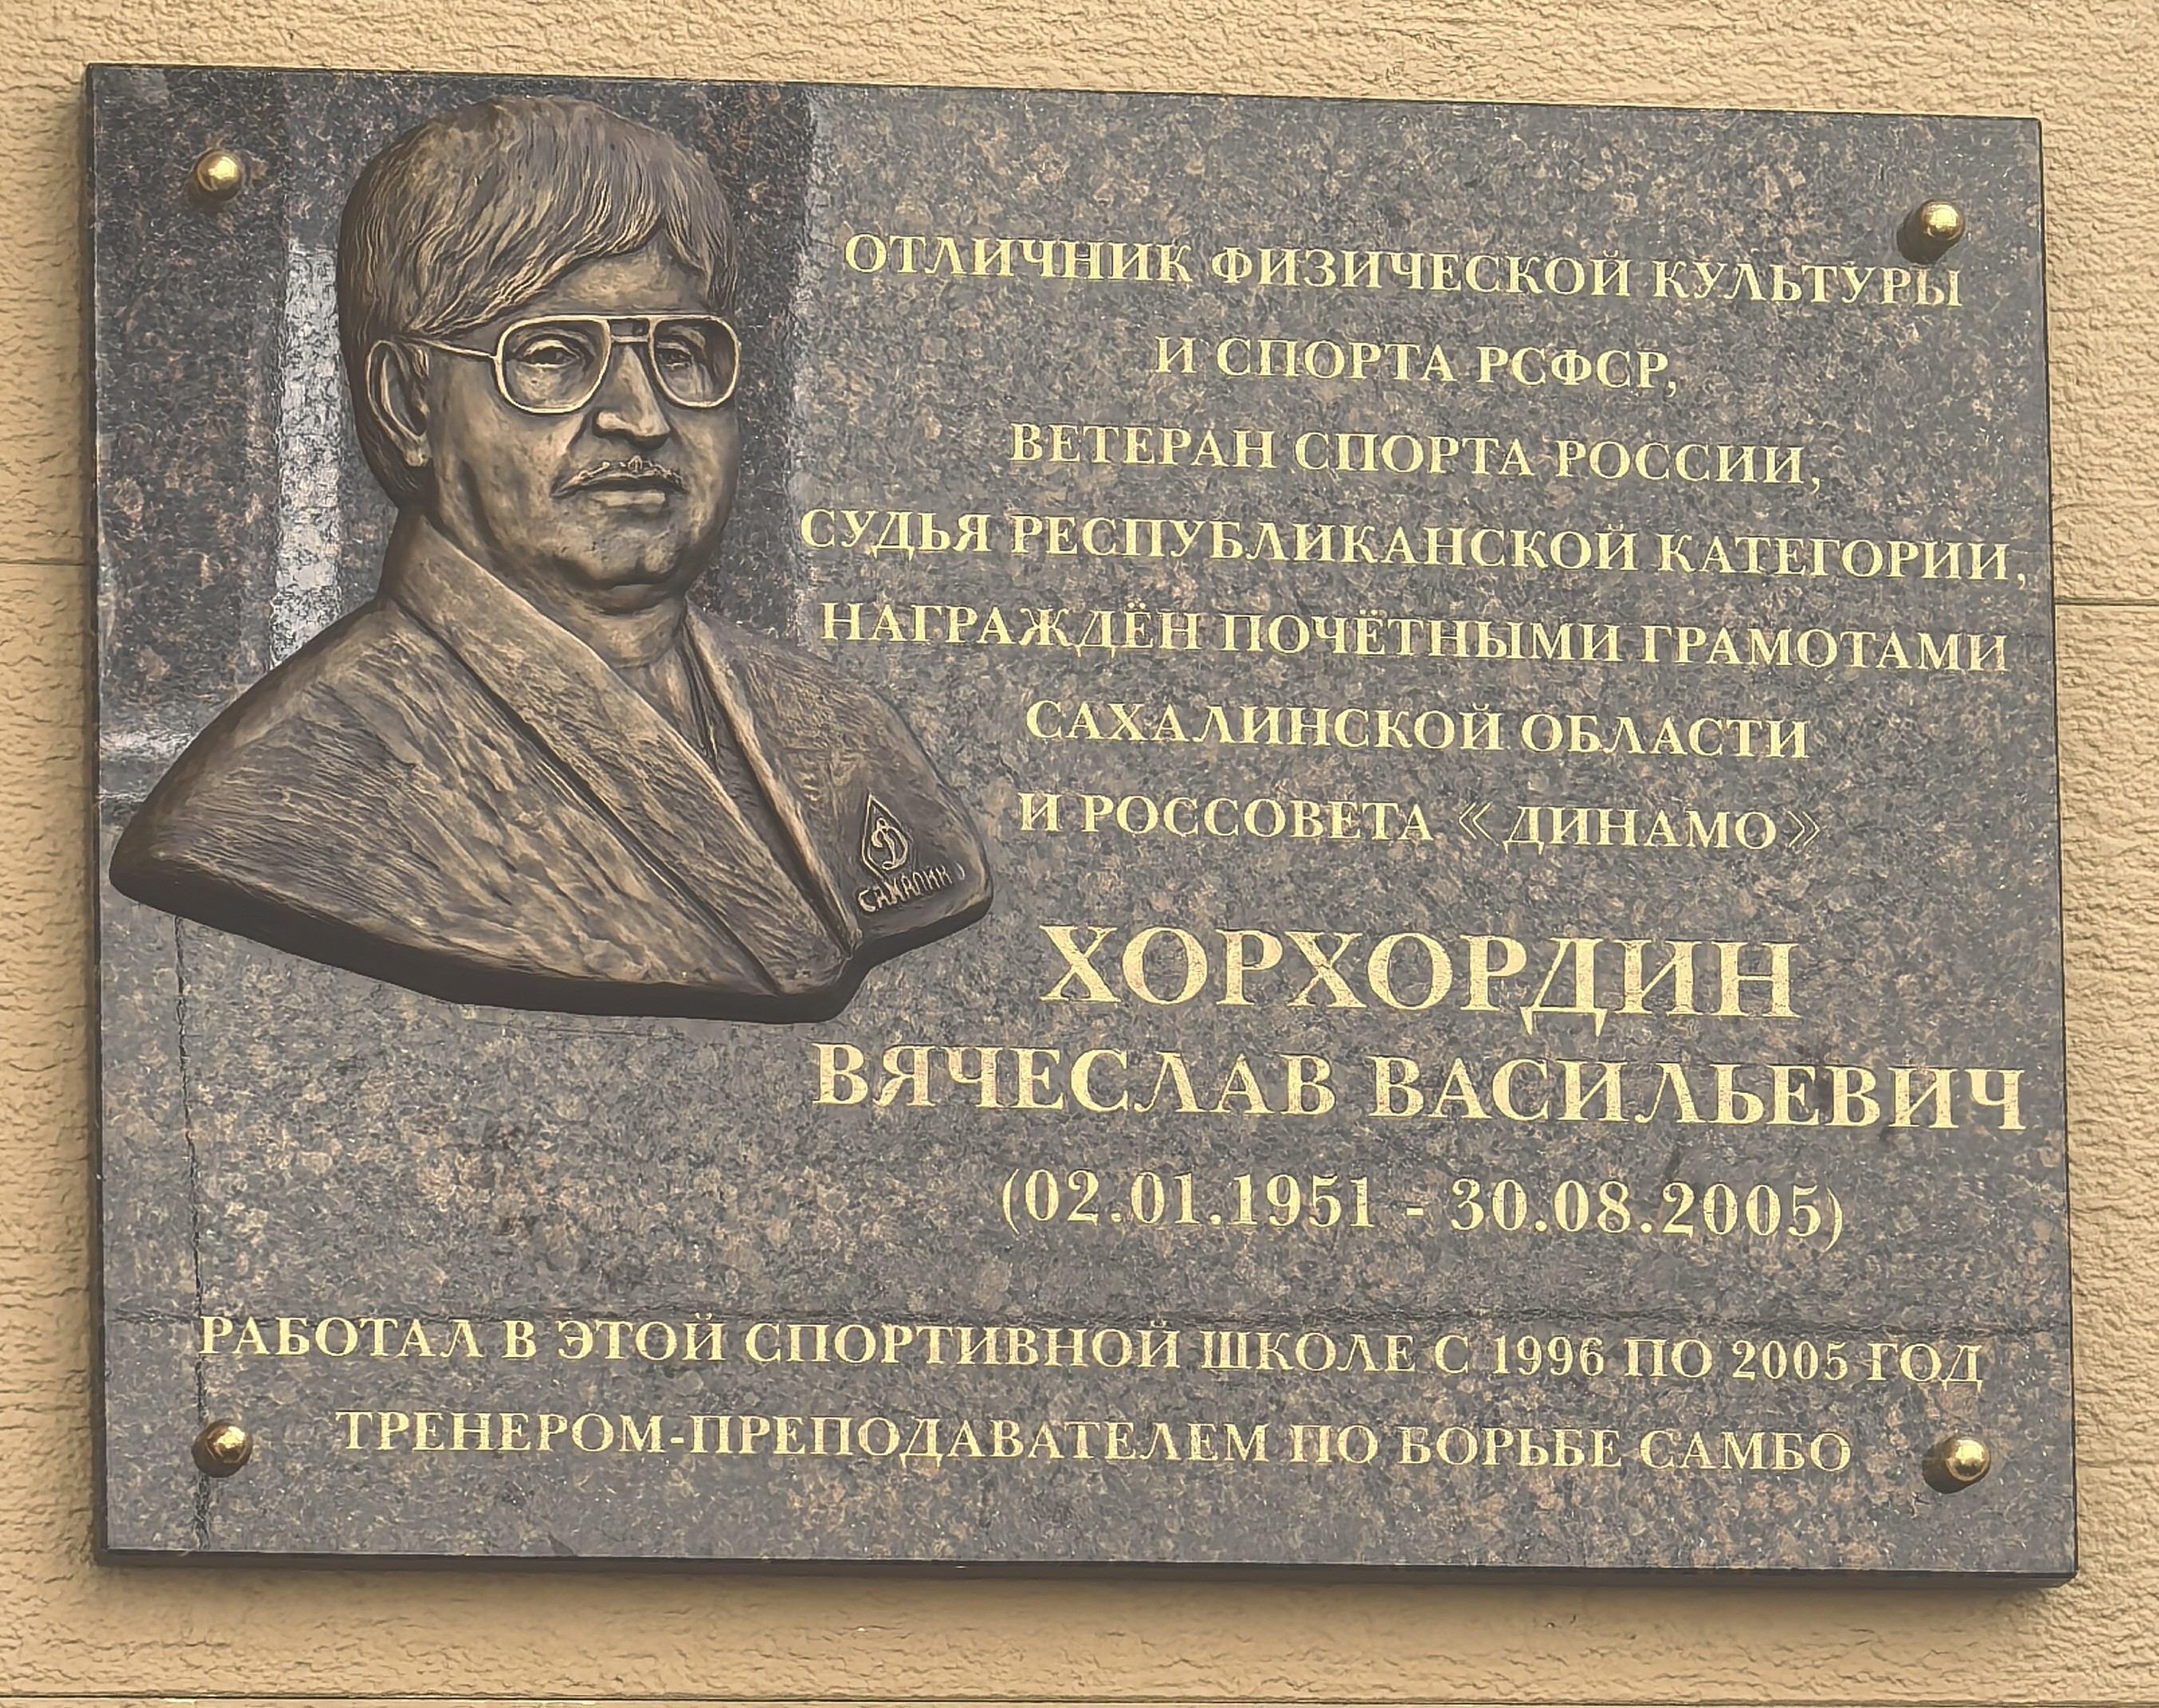 ОТЛИЧНИК ФИЗИЧЕСКОЙ КУЛЬТУРЫ
И СПОРТА РСФСР,
ВЕТЕРАН СПОРТА РОССИИ,
СУДЬЯ РЕСПУБЛИКАНСКОЙ КАТЕГОРИИ,
НАГРАЖДЁН ПОЧЁТНЫМИ ГРАМОТАМИ
САХАЛИНСКОЙ ОБЛАСТИ
И РОССОВЕТА «ДИНАМО»
Д
САХАЛИН
ХОРХОРДИН
ВЯЧЕСЛАВ ВАСИЛЬЕВИЧ
(02.01.1951 - 30.08.2005)
РАБОТАЛ В ЭТОЙ СПОРТИВНОЙ ШКОЛЕ С 1996 ПО 2005 ГОД
ТРЕНЕРОМ-ПРЕПОДАВАТЕЛЕМ ПО БОРЬБЕ САМБО